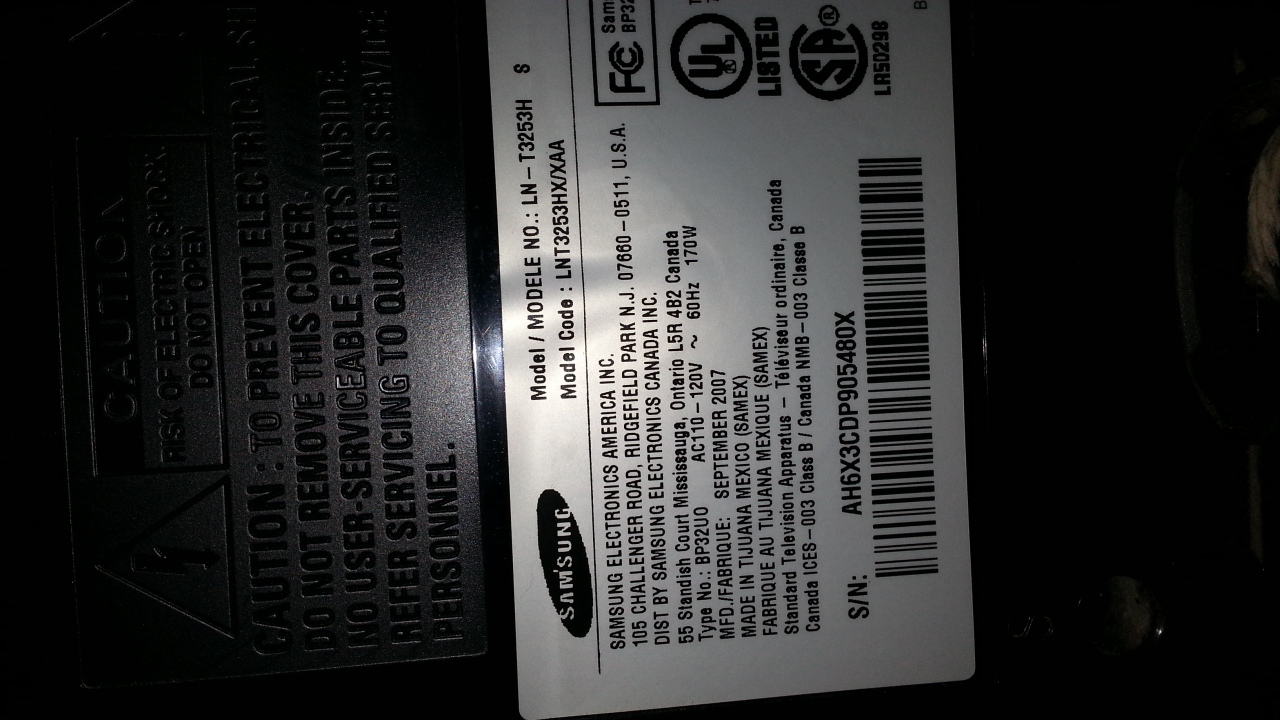 CAUTION
RISK OF ELECTRIC SHOCK.
DO NOT OPEN
CAUTION : TO PREVENT ELECTRICAL
DO NOT REMOVE THIS COVER.
NO USER-SERVICEABLE PARTS INSIDE.
REFER SERVICING TO QUALIFIED SERVICE
PERSONNEL.
SAMSUNG
Model / MODELE NO.: LN-T3253H S
Model Code : LNT3253HX/XAA
SAMSUNG ELECTRONICS AMERICA INC.
105 CHALLENGER ROAD, RIDGEFIELD PARK N.J. 07660-0511, U.S.A.
DIST BY SAMSUNG ELECTRONICS CANADA INC.
55 Standish Court Mississauga, Ontario L5R 4B2 Canada
Type No.: BP32U0 AC110-120V ~ 60Hz 170W
MFD./FABRIQUE: SEPTEMBER 2007
MADE IN TIJUANA MEXICO (SAMEX)
FABRIQUE AU TIJUANA MEXIQUE (SAMEX)
Standard Television Apparatus - Téléviseur ordinaire, Canada
Canada ICES-003 Class B / Canada NMB-003 Classe B
S/N: AH6X3CDP905480X
FC Sam
BP32
UL
LISTED
SA®
LR50298
B